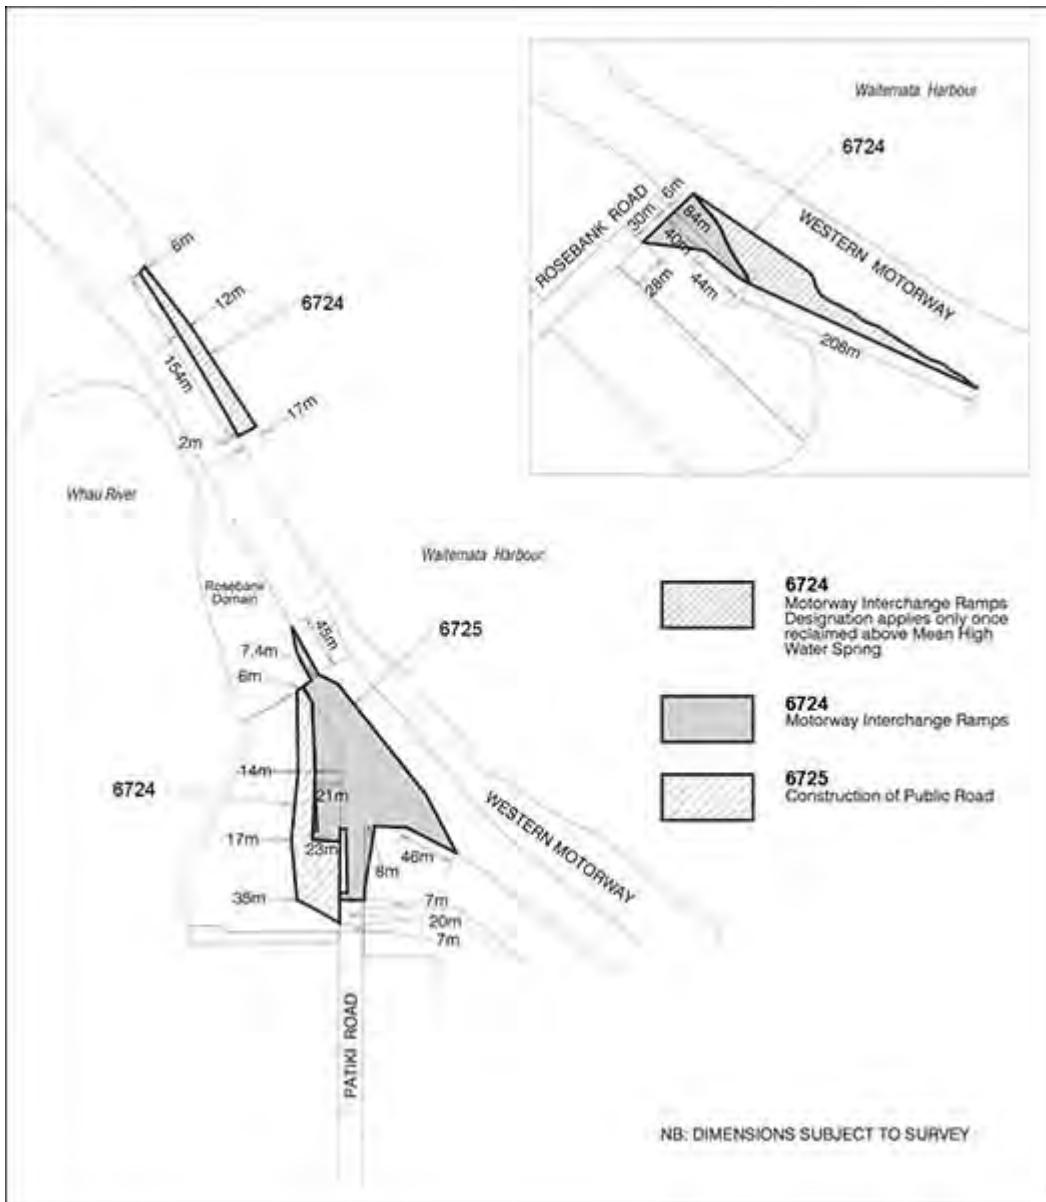 Waitemata Harbour
6724
ROSEBANK ROAD
6m
30m
84m
40m
28m
44m
208m
WESTERN MOTORWAY
6m
12m
6724
154m
17m
2m
Whau River
Waitemata Harbour
Rosebank
Domain
45m
6725
7.4m
6m
14m
6724
21m
17m
23m
46m
8m
35m
7m
20m
7m
WESTERN MOTORWAY
PATIKI ROAD
6724
Motorway Interchange Ramps
Designation applies only once
reclaimed above Mean High
Water Spring
6724
Motorway Interchange Ramps
6725
Construction of Public Road
NB: DIMENSIONS SUBJECT TO SURVEY